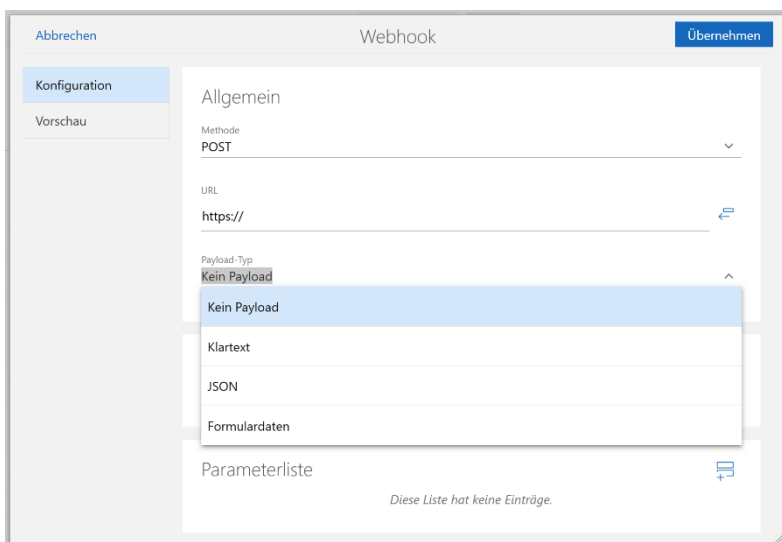 Abbrechen
Webhook
Übernehmen
Konfiguration
Vorschau
Allgemein
Methode
POST
URL
https://
Payload-Typ
Kein Payload
Kein Payload
Klartext
JSON
Formulardaten
Parameterliste
Diese Liste hat keine Einträge.